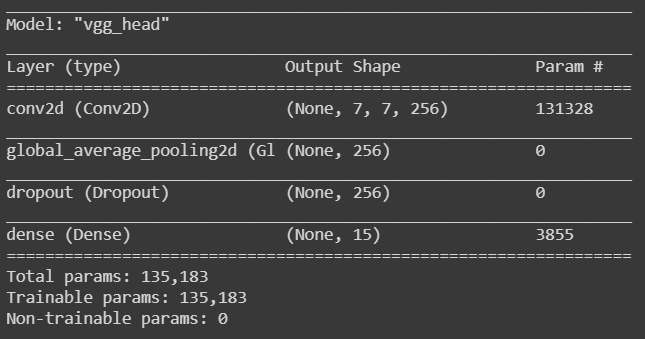 Model: "vgg_head"
Layer (type) Output Shape Param #
conv2d (Conv2D) (None, 7, 7, 256) 131328
global_average_pooling2d (Gl (None, 256) 0
dropout (Dropout) (None, 256) 0
dense (Dense) (None, 15) 3855
Total params: 135,183
Trainable params: 135,183
Non-trainable params: 0